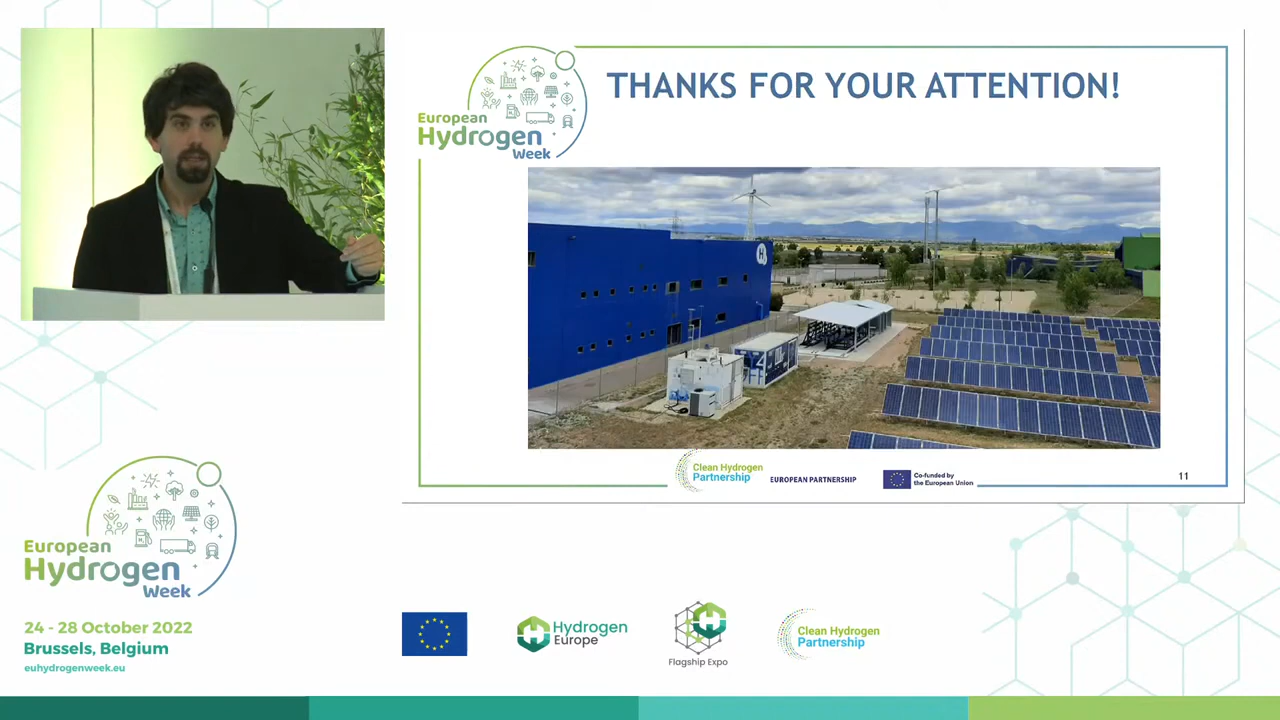 THANKS FOR YOUR ATTENTION!
European
Hydrogen
Week
H
Clean Hydrogen
Partnership
EUROPEAN PARTNERSHIP
Co-funded by
the European Union
11
European
Hydrogen
Week
24 - 28 October 2022
Brussels, Belgium
euhydrogenweek.eu
Hydrogen
Europe
Flagship Expo
Clean Hydrogen
Partnership